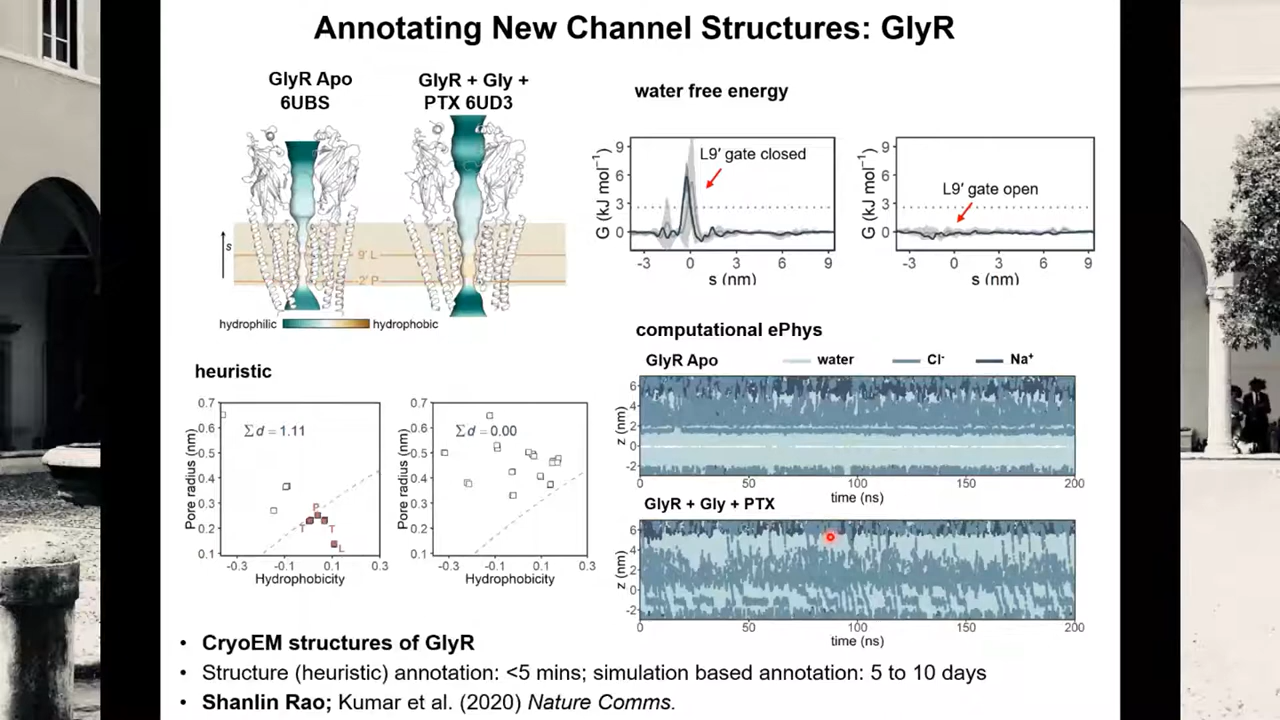 Annotating New Channel Structures: GlyR
GlyR Apo
6UBS
GlyR + Gly +
PTX 6UD3
s
9' L
-2' P
hydrophilic
hydrophobic
water free energy
G (kJ mol⁻¹)
9
6
3
0
L9′ gate closed
-3 0 3 6 9
s (nm)
G (kJ mol⁻¹)
9
6
3
0
L9′ gate open
-3 0 3 6 9
s (nm)
heuristic
Pore radius (nm)
0.7
0.6
0.5
0.4
0.3
0.2
0.1
∑d = 1.11
P
T T
L
-0.3 -0.1 0.1 0.3
Hydrophobicity
Pore radius (nm)
0.7
0.6
0.5
0.4
0.3
0.2
0.1
∑d = 0.00
-0.3 -0.1 0.1 0.3
Hydrophobicity
computational ePhys
GlyR Apo
water Cl⁻ Na⁺
z (nm)
6
4
2
0
-2
0 50 100 150 200
time (ns)
GlyR + Gly + PTX
z (nm)
6
4
2
0
-2
0 50 100 150 200
time (ns)
• CryoEM structures of GlyR
• Structure (heuristic) annotation: <5 mins; simulation based annotation: 5 to 10 days
• Shanlin Rao; Kumar et al. (2020) Nature Comms.